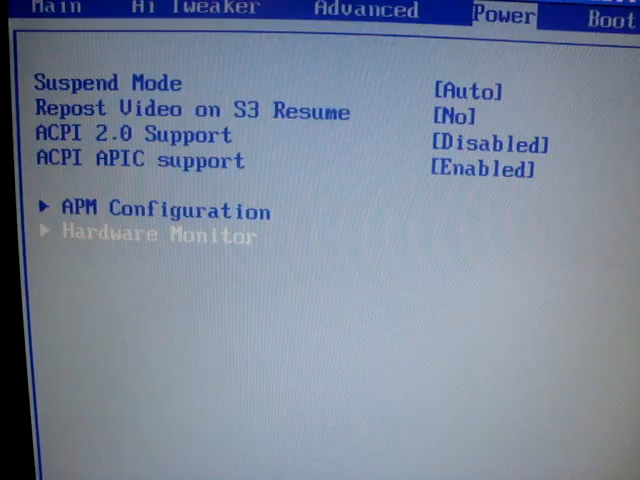 Main Ai Tweaker Advanced Power Boot
Suspend Mode [Auto]
Repost Video on S3 Resume [No]
ACPI 2.0 Support [Disabled]
ACPI APIC support [Enabled]
APM Configuration
Hardware Monitor